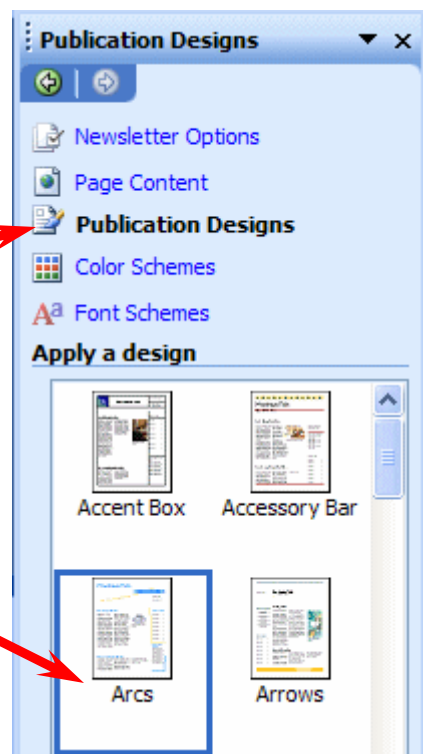 Publication Designs
Newsletter Options
Page Content
Publication Designs
Color Schemes
Font Schemes
Apply a design
Accent Box Accessory Bar
Arcs Arrows